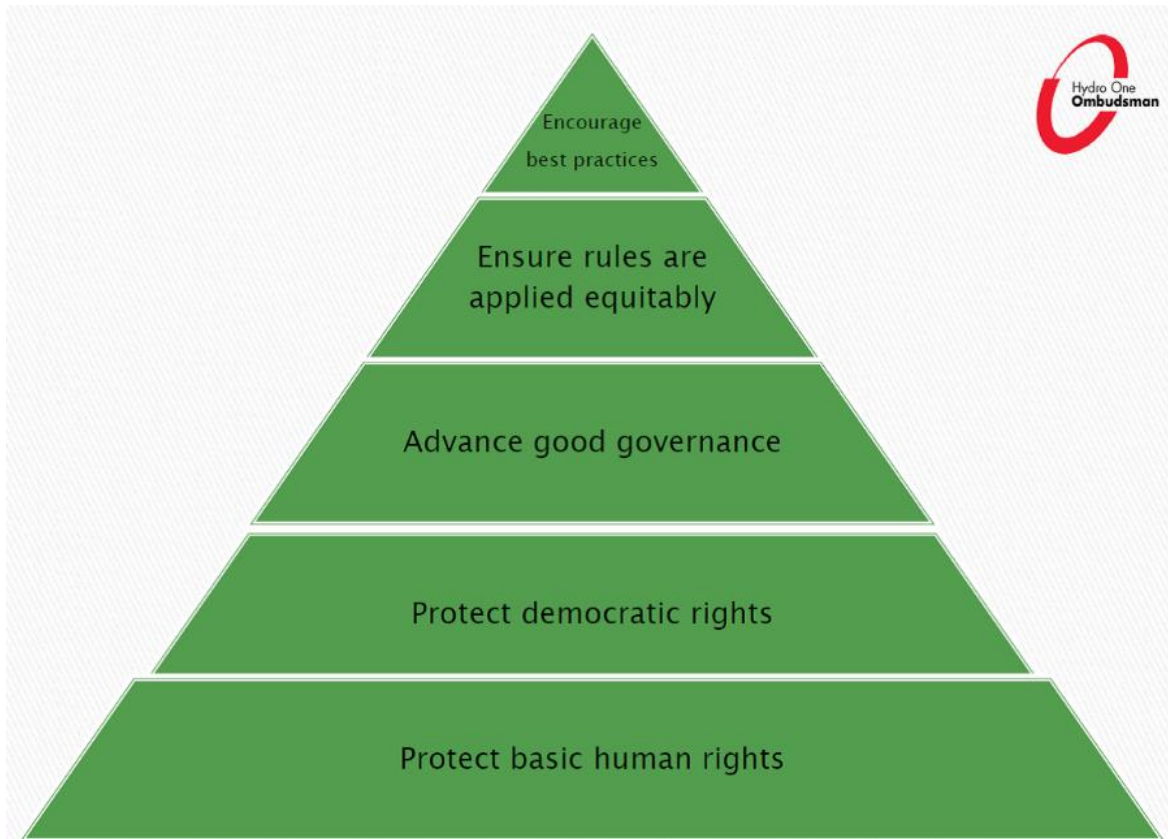 Hydro One
Ombudsman
Encourage
best practices
Ensure rules are
applied equitably
Advance good governance
Protect democratic rights
Protect basic human rights